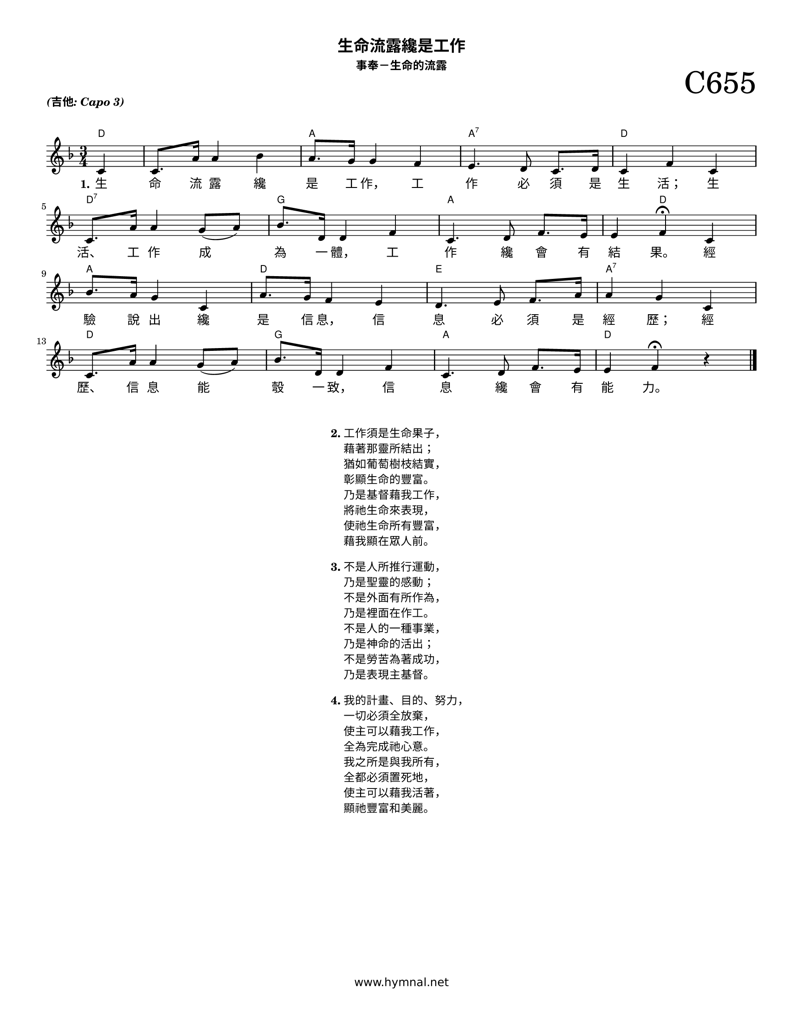 生命流露纔是工作
事奉－生命的流露
C655
(吉他: Capo 3)
D A A7 D
1. 生 命 流 露 纔 是 工 作， 工 作 必 須 是 生 活； 生
5 D7 G A D
活、 工 作 成 為 一 體， 工 作 纔 會 有 結 果。 經
9 A D E A7
驗 說 出 纔 是 信 息， 信 息 必 須 是 經 歷； 經
13 D G A D
歷、 信 息 能 彀 一 致， 信 息 纔 會 有 能 力。
2. 工作須是生命果子，
藉著那靈所結出；
猶如葡萄樹枝結實，
彰顯生命的豐富。
乃是基督藉我工作，
將祂生命來表現，
使祂生命所有豐富，
藉我顯在眾人前。
3. 不是人所推行運動，
乃是聖靈的感動；
不是外面有所作為，
乃是裡面在作工。
不是人的一種事業，
乃是神命的活出；
不是勞苦為著成功，
乃是表現主基督。
4. 我的計畫、目的、努力，
一切必須全放棄，
使主可以藉我工作，
全為完成祂心意。
我之所是與我所有，
全都必須置死地，
使主可以藉我活著，
顯祂豐富和美麗。
www.hymnal.net